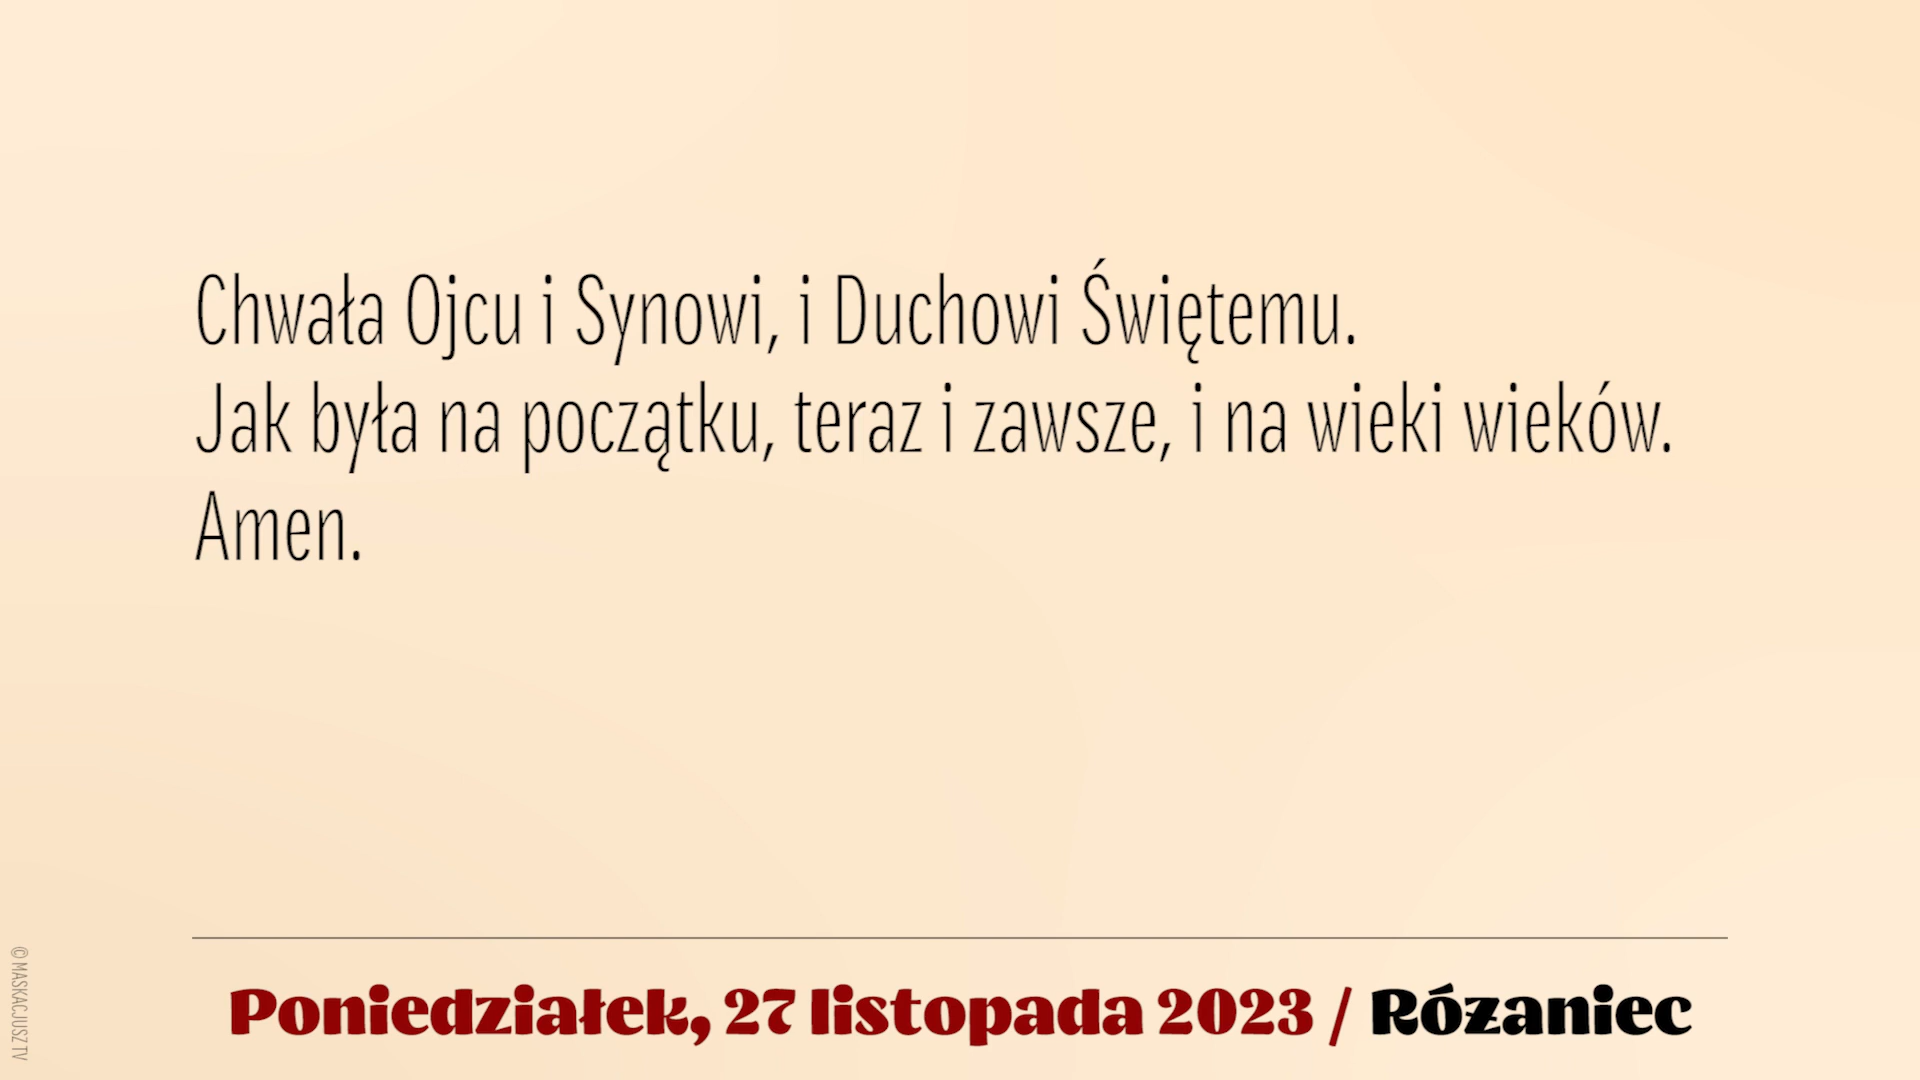 Chwała Ojcu i Synowi, i Duchowi Świętemu.
Jak była na początku, teraz i zawsze, i na wieki wieków.
Amen.
Poniedziałek, 27 listopada 2023 / Różaniec
© MASKACJUSZ TV